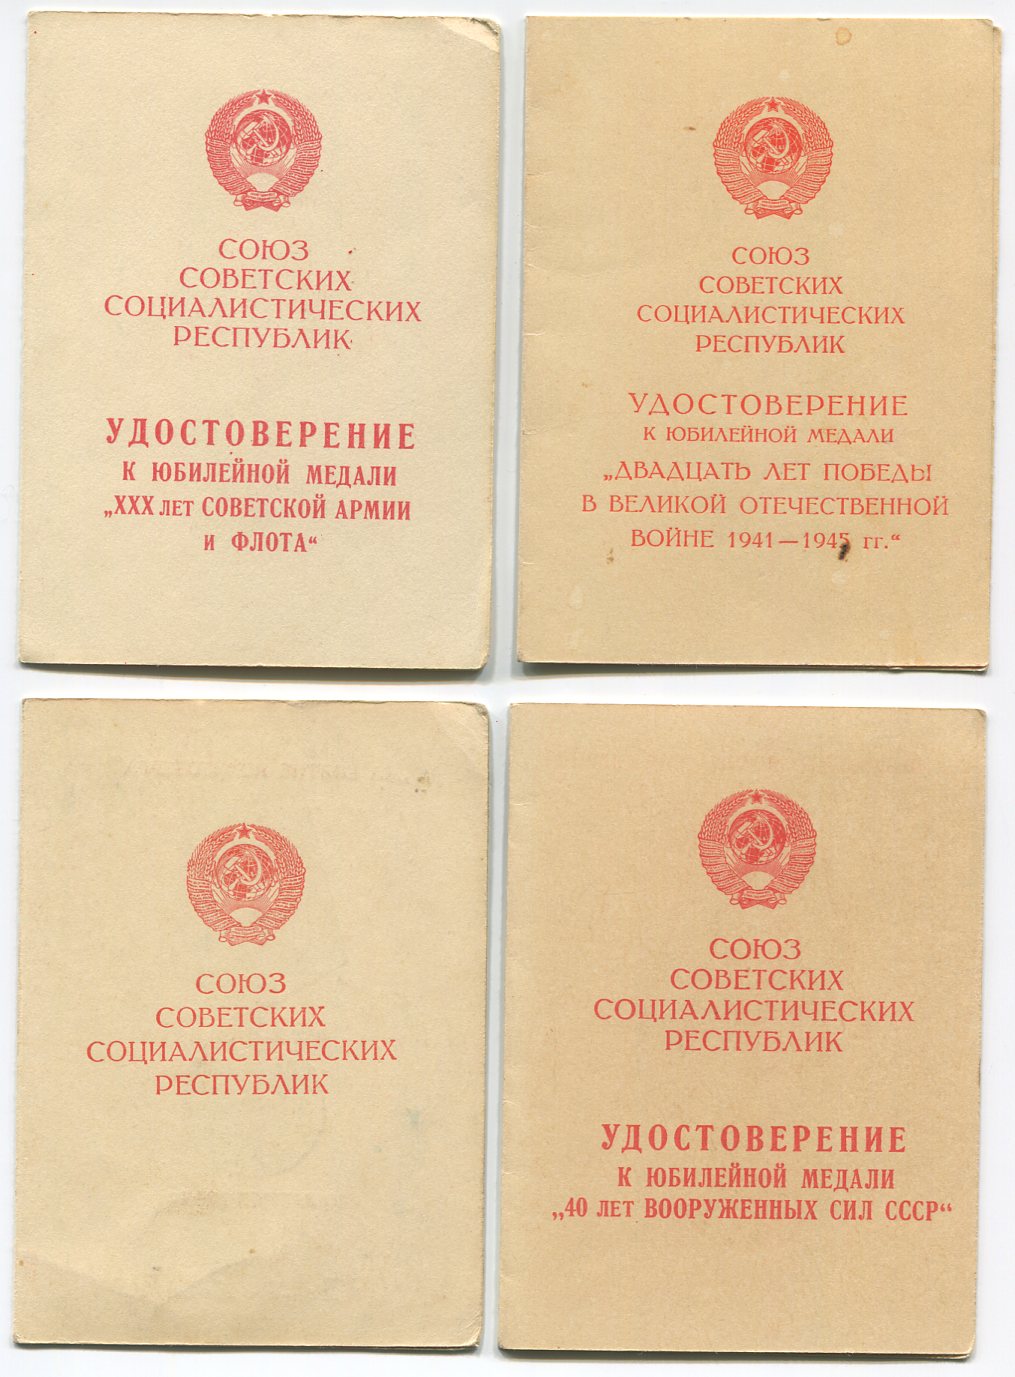 СОЮЗ
СОВЕТСКИХ
СОЦИАЛИСТИЧЕСКИХ
РЕСПУБЛИК
УДОСТОВЕРЕНИЕ
К ЮБИЛЕЙНОЙ МЕДАЛИ
„XXX лет СОВЕТСКОЙ АРМИИ
и ФЛОТА“
СОЮЗ
СОВЕТСКИХ
СОЦИАЛИСТИЧЕСКИХ
РЕСПУБЛИК
УДОСТОВЕРЕНИЕ
К ЮБИЛЕЙНОЙ МЕДАЛИ
„ДВАДЦАТЬ ЛЕТ ПОБЕДЫ
В ВЕЛИКОЙ ОТЕЧЕСТВЕННОЙ
ВОЙНЕ 1941—1945 гг.“
СОЮЗ
СОВЕТСКИХ
СОЦИАЛИСТИЧЕСКИХ
РЕСПУБЛИК
СОЮЗ
СОВЕТСКИХ
СОЦИАЛИСТИЧЕСКИХ
РЕСПУБЛИК
УДОСТОВЕРЕНИЕ
К ЮБИЛЕЙНОЙ МЕДАЛИ
„40 лет ВООРУЖЕННЫХ СИЛ СССР“